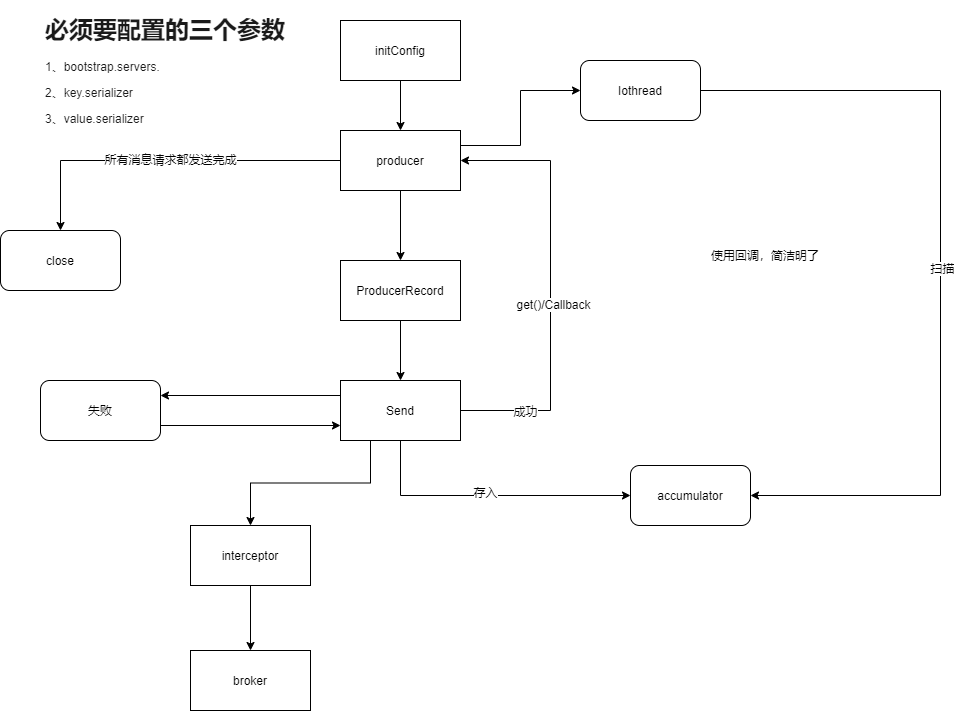 必须要配置的三个参数
1、bootstrap.servers.
2、key.serializer
3、value.serializer
initConfig
Iothread
所有消息请求都发送完成
producer
close
使用回调，简洁明了
扫描
ProducerRecord
get()/Callback
失败
Send
成功
存入
accumulator
interceptor
broker